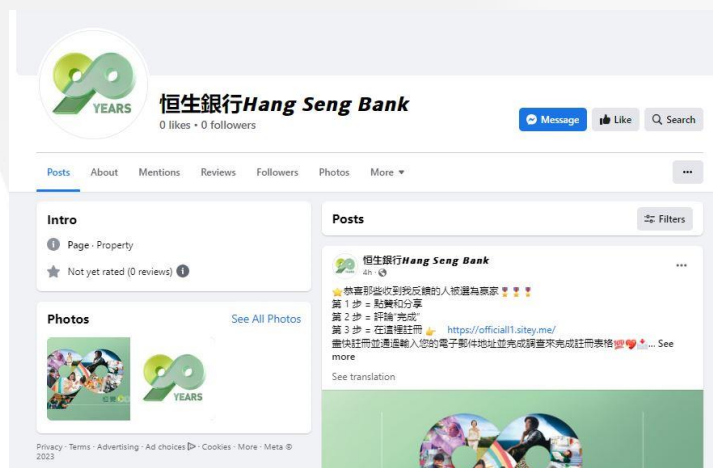 YEARS
恒生銀行Hang Seng Bank
0 likes • 0 followers
Message
Like
Search
Posts About Mentions Reviews Followers Photos More
Intro
Page · Property
Not yet rated (0 reviews)
Photos
See All Photos
YEARS
Privacy · Terms · Advertising · Ad choices · Cookies · More · Meta ©
2023
Posts
Filters
恒生銀行Hang Seng Bank
4h ·
⭐恭喜那些收到我反饋的人被選為贏家🎖🎖🎖
第 1 步 = 點贊和分享
第 2 步 = 評論“完成”
第 3 步 = 在這裡註冊 👉 https://officiall1.sitey.me/
盡快註冊並通過輸入您的電子郵件地址並完成調查來完成註冊表格💯❤📩... See
more
See translation